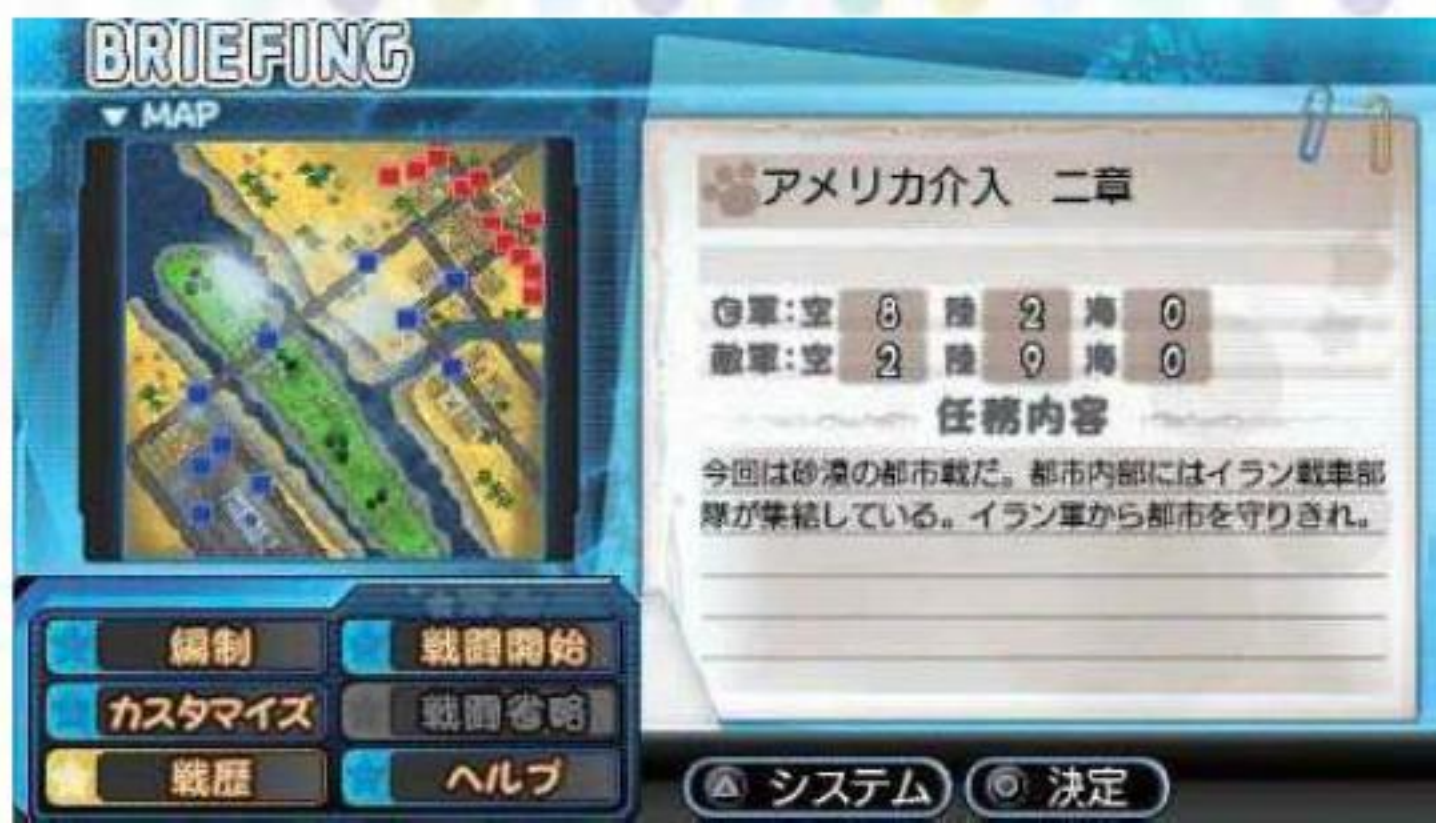 BRIEFING
▼ MAP
アメリカ介入 二章
自軍:空 8 陸 2 海 0
敵軍:空 2 陸 9 海 0
任務内容
今回は砂漠の都市戦だ。都市内部にはイラン戦車部
隊が集結している。イラン軍から都市を守りきれ。
編制
戦闘開始
カスタマイズ
戦闘省略
戦歴
ヘルプ
システム
決定